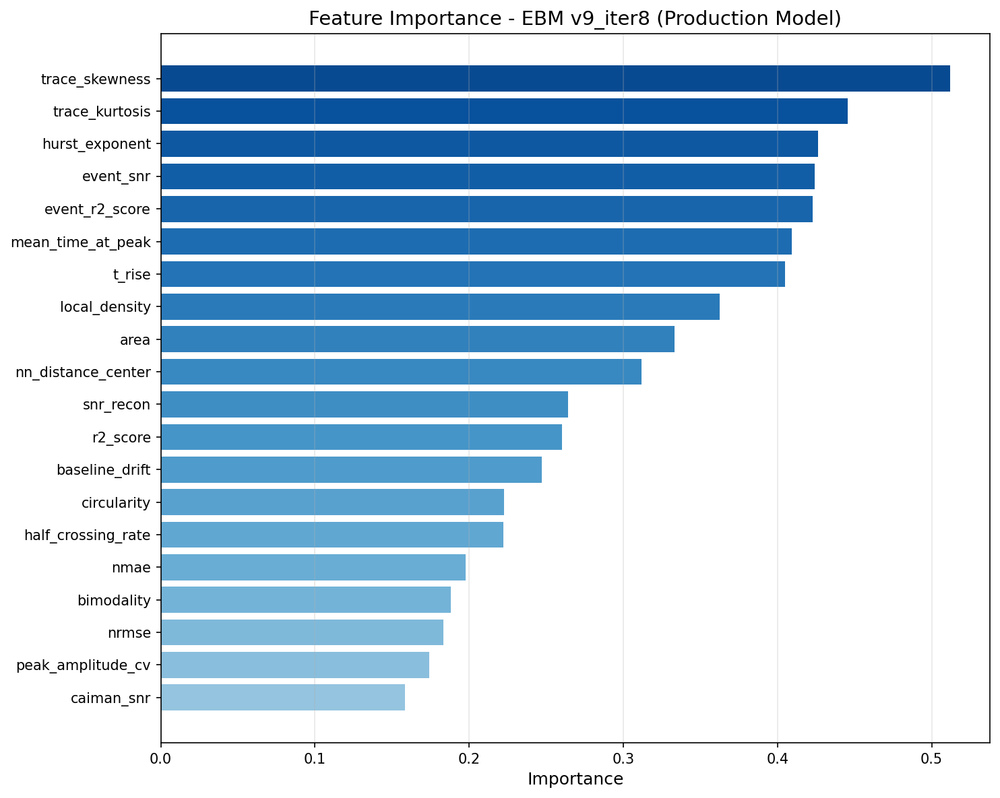 Feature Importance - EBM v9_iter8 (Production Model)
trace_skewness
trace_kurtosis
hurst_exponent
event_snr
event_r2_score
mean_time_at_peak
t_rise
local_density
area
nn_distance_center
snr_recon
r2_score
baseline_drift
circularity
half_crossing_rate
nmae
bimodality
nrmse
peak_amplitude_cv
caiman_snr
0.0 0.1 0.2 0.3 0.4 0.5
Importance